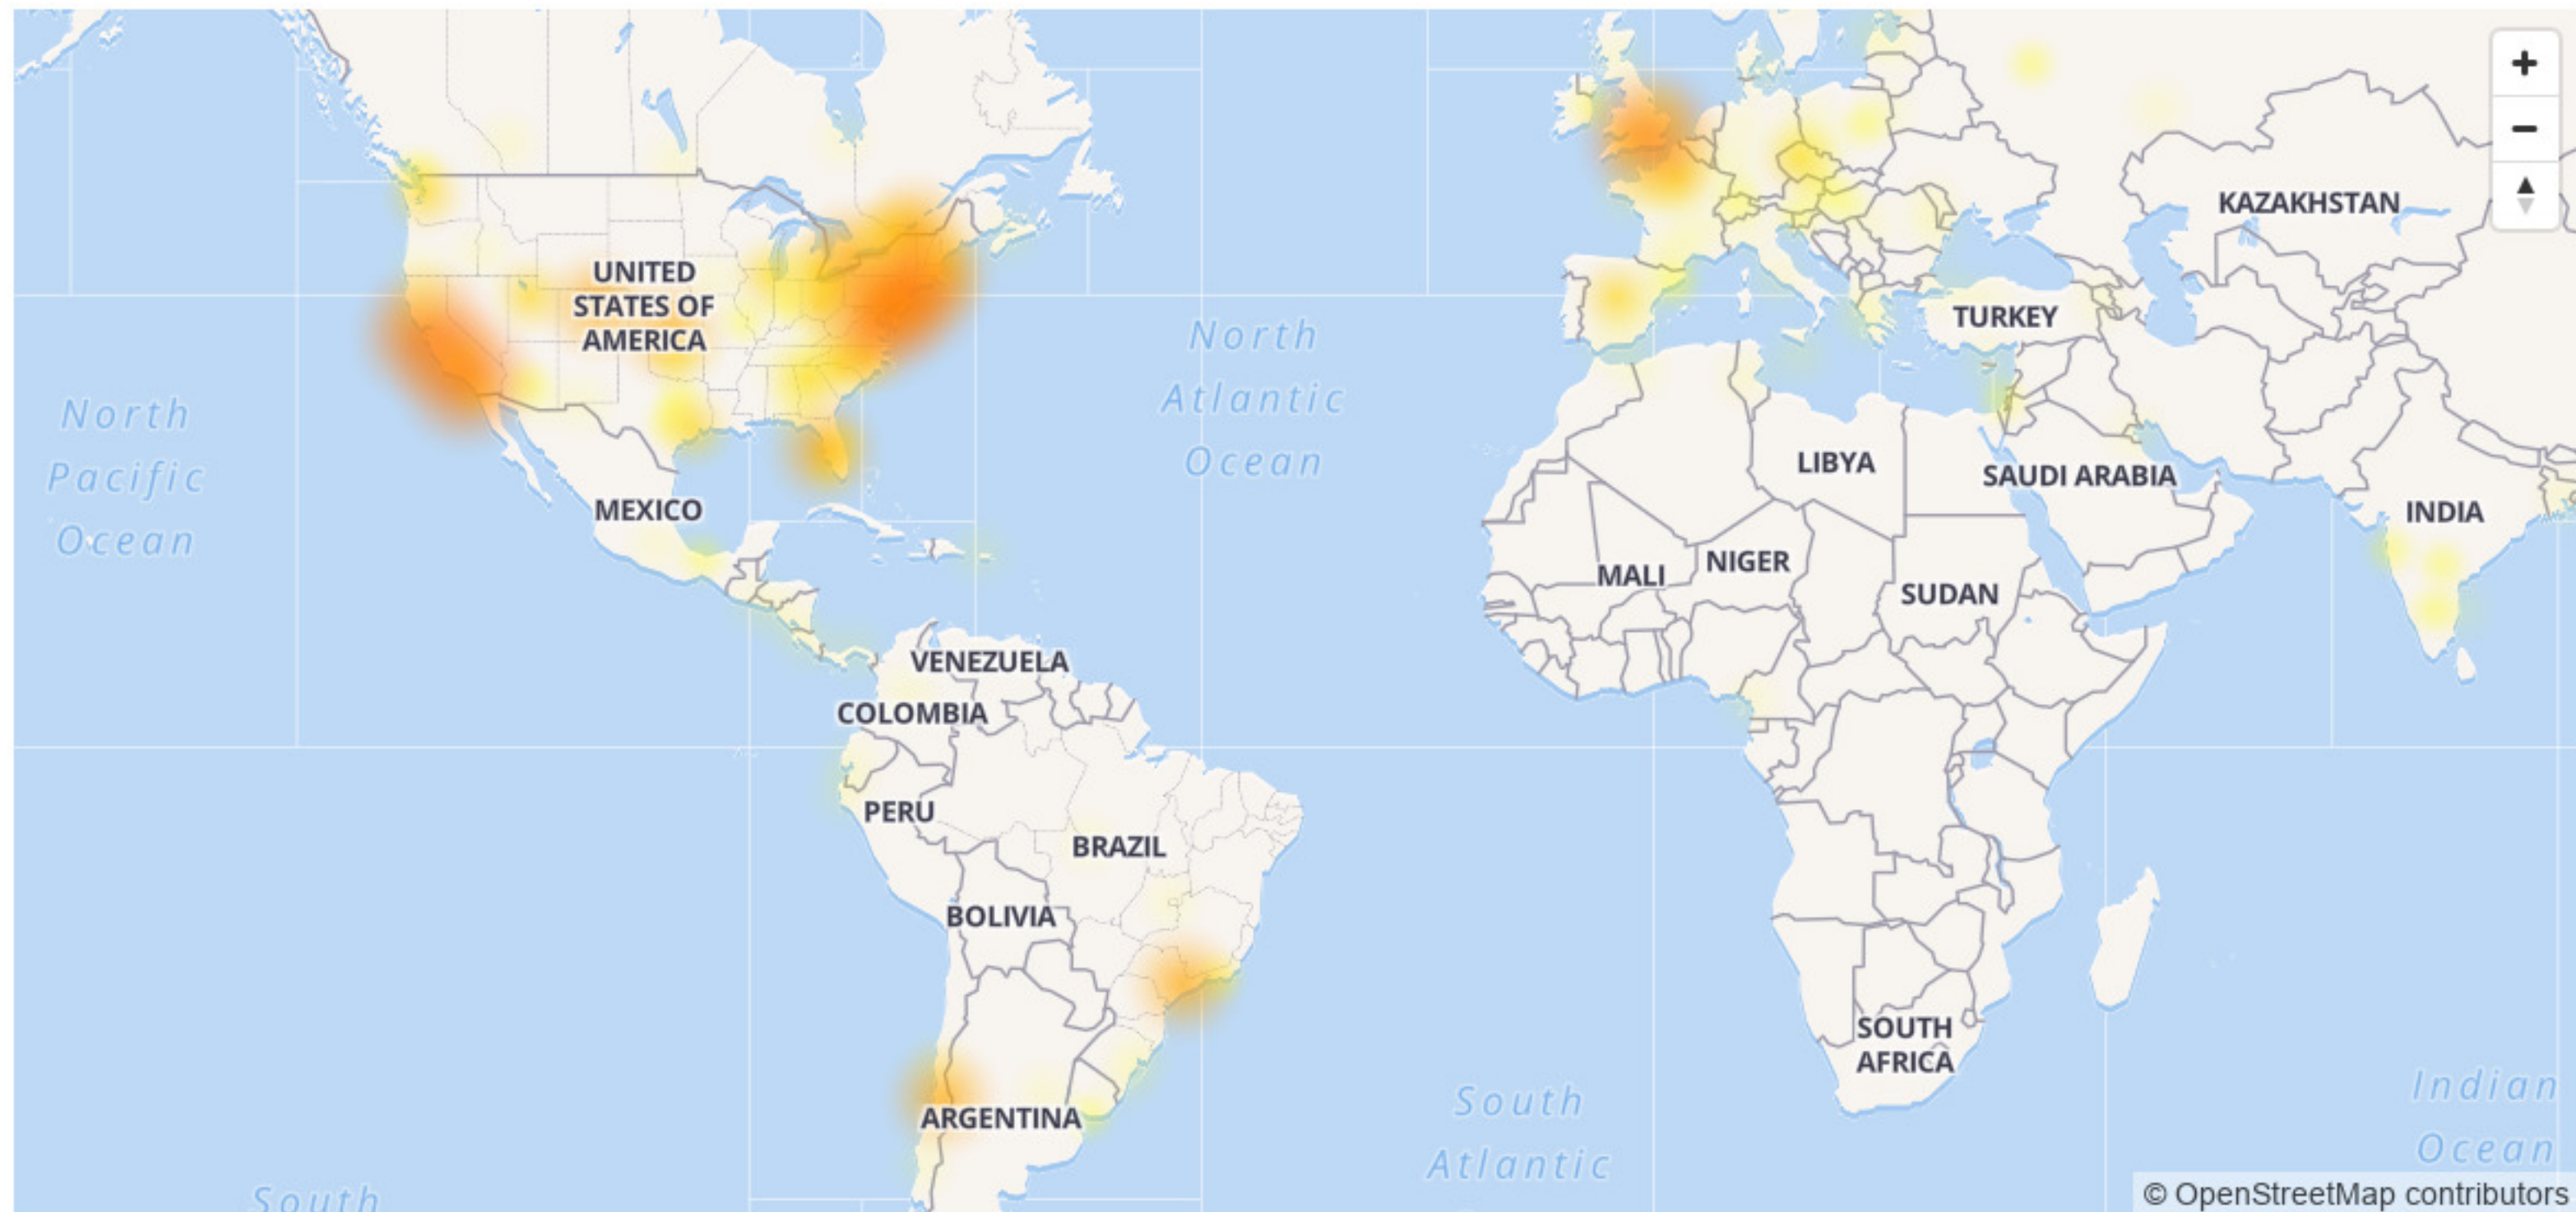 +
−
KAZAKHSTAN
UNITED
STATES OF
AMERICA
TURKEY
North
Atlantic
Ocean
North
Pacific
Ocean
LIBYA
SAUDI ARABIA
MEXICO
INDIA
MALI
NIGER
SUDAN
VENEZUELA
COLOMBIA
PERU
BRAZIL
BOLIVIA
SOUTH
AFRICA
ARGENTINA
South
Atlantic
Indian
Ocean
South
© OpenStreetMap contributors